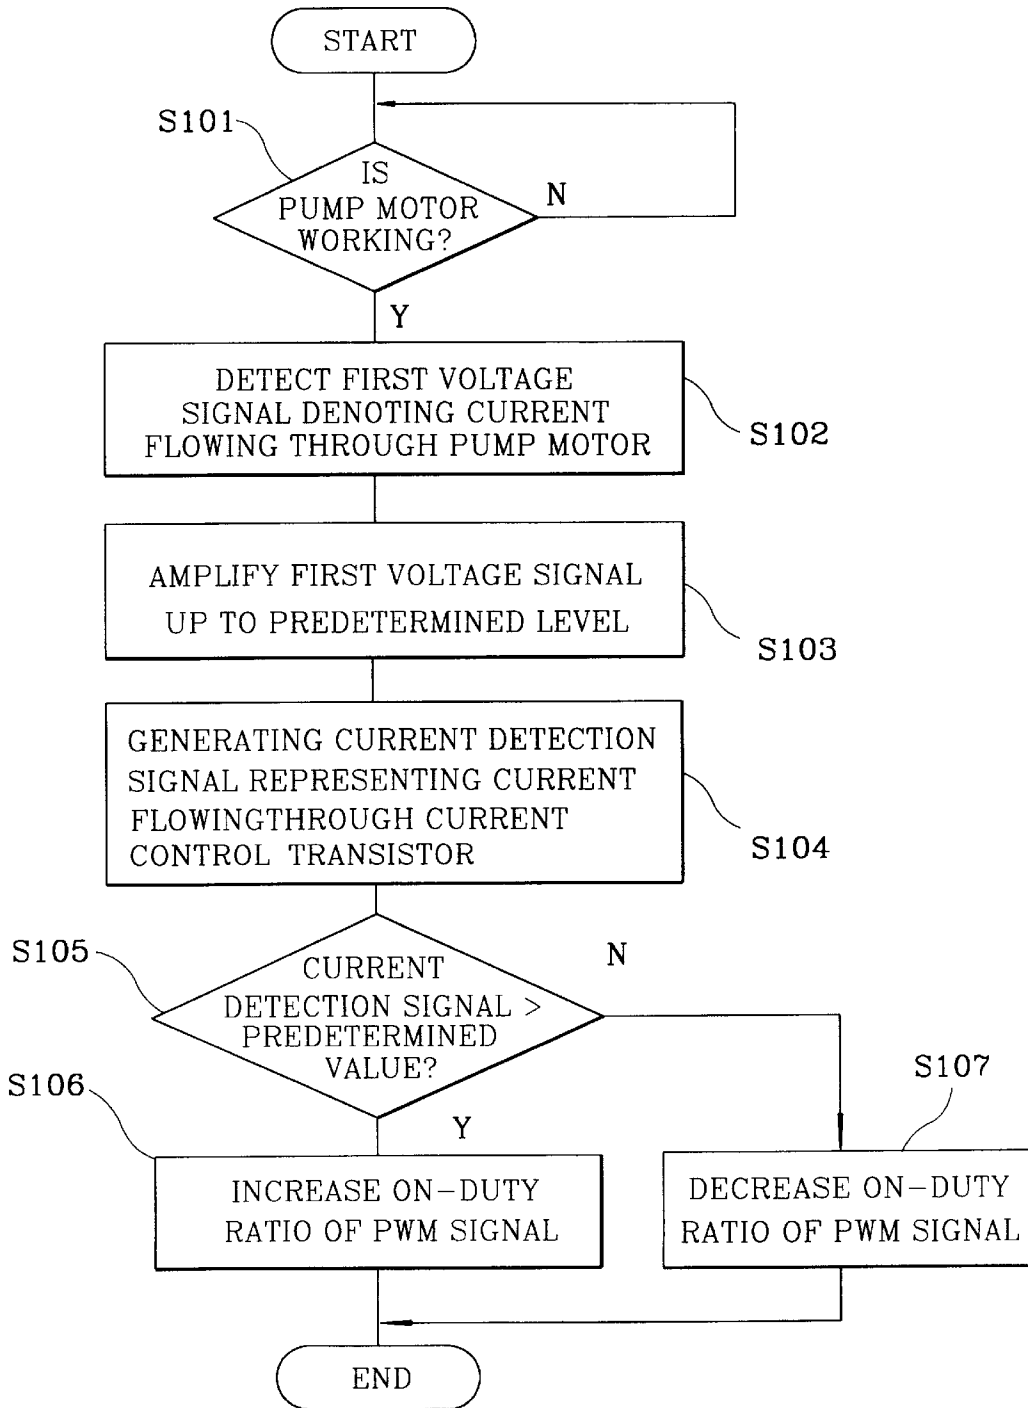 START
S101
IS
PUMP MOTOR
WORKING?
N
Y
DETECT FIRST VOLTAGE
SIGNAL DENOTING CURRENT
FLOWING THROUGH PUMP MOTOR
S102
AMPLIFY FIRST VOLTAGE SIGNAL
UP TO PREDETERMINED LEVEL
S103
GENERATING CURRENT DETECTION
SIGNAL REPRESENTING CURRENT
FLOWINGTHROUGH CURRENT
CONTROL TRANSISTOR
S104
S105
CURRENT
DETECTION SIGNAL >
PREDETERMINED
VALUE?
N
Y
S106
INCREASE ON-DUTY
RATIO OF PWM SIGNAL
S107
DECREASE ON-DUTY
RATIO OF PWM SIGNAL
END